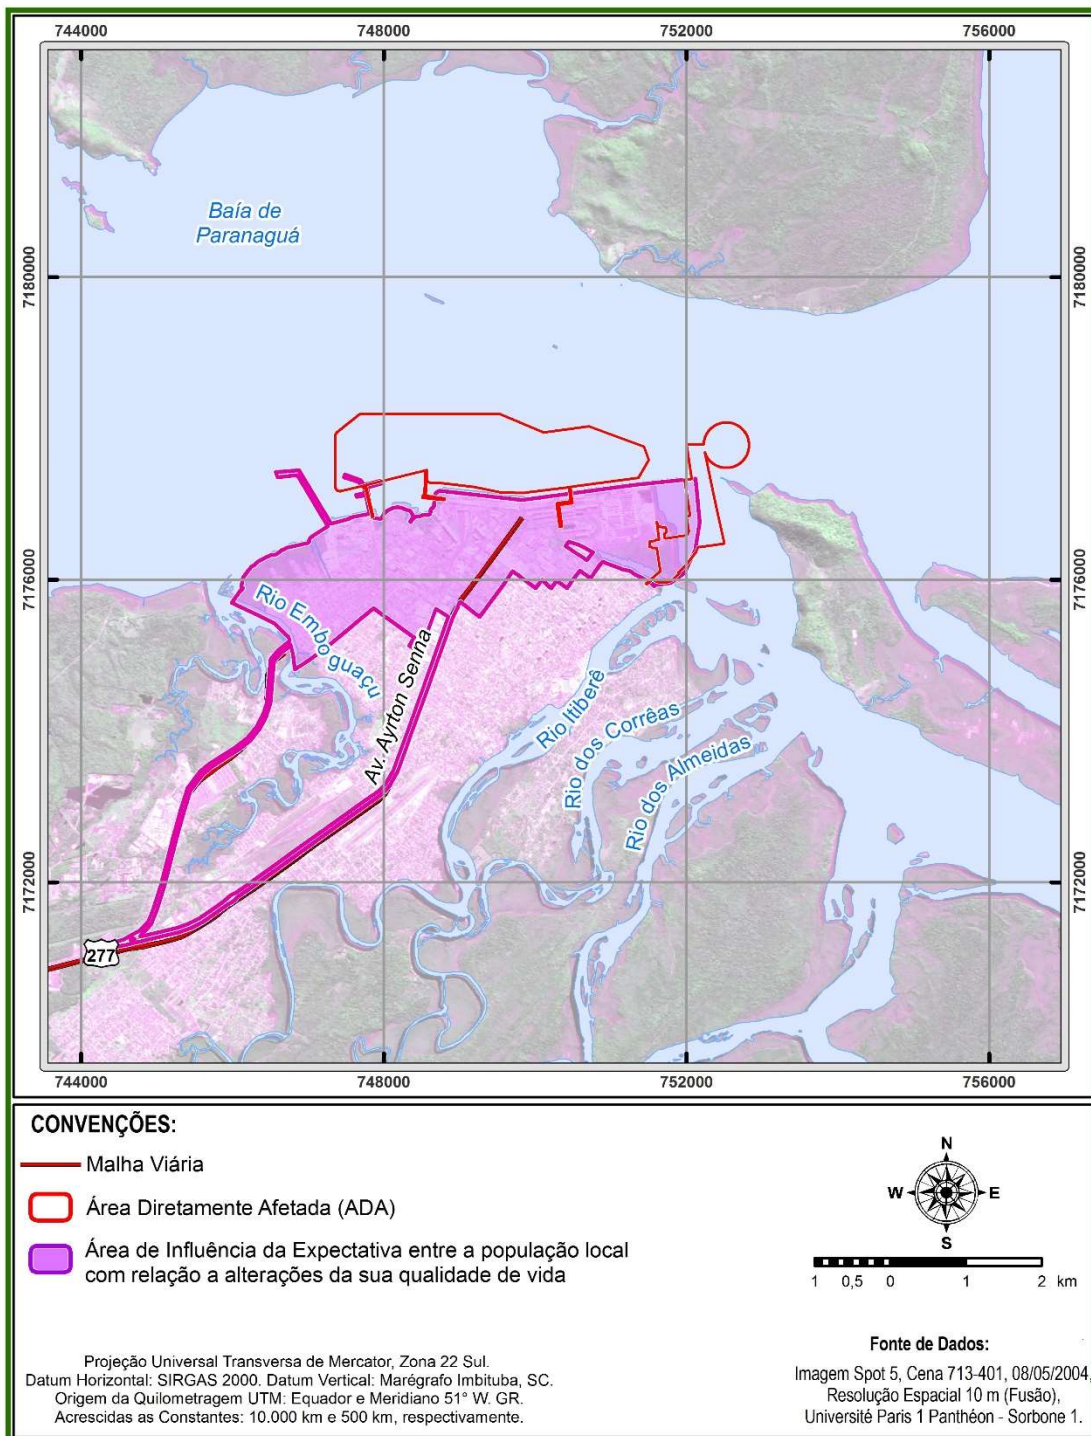 744000 748000 752000 756000
Baía de
Paranaguá
7180000 7180000
7176000 7176000
Rio Emboguaçu
Av. Ayrton Senna
Rio Itiberê
Rio dos Corrêas
Rio dos Almeidas
7172000 7172000
277
744000 748000 752000 756000
CONVENÇÕES:
Malha Viária
Área Diretamente Afetada (ADA)
Área de Influência da Expectativa entre a população local
com relação a alterações da sua qualidade de vida
N
W E
S
1 0,5 0 1 2 km
Projeção Universal Transversa de Mercator, Zona 22 Sul.
Datum Horizontal: SIRGAS 2000. Datum Vertical: Marégrafo Imbituba, SC.
Origem da Quilometragem UTM: Equador e Meridiano 51° W. GR.
Acrescidas as Constantes: 10.000 km e 500 km, respectivamente.
Fonte de Dados:
Imagem Spot 5, Cena 713-401, 08/05/2004,
Resolução Espacial 10 m (Fusão),
Université Paris 1 Panthéon - Sorbone 1.